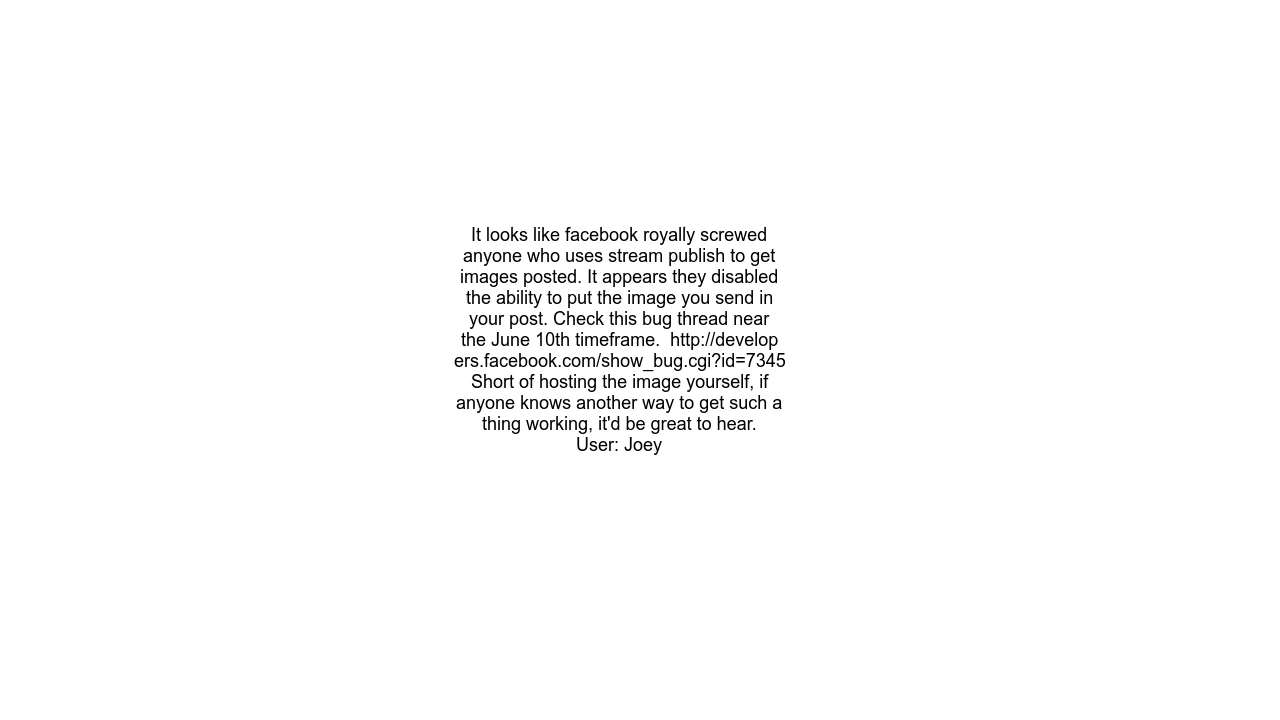 It looks like facebook royally screwed
anyone who uses stream publish to get
images posted. It appears they disabled
the ability to put the image you send in
your post. Check this bug thread near
the June 10th timeframe.  http://develop
ers.facebook.com/show_bug.cgi?id=7345
Short of hosting the image yourself, if
anyone knows another way to get such a
thing working, it'd be great to hear.
User: Joey